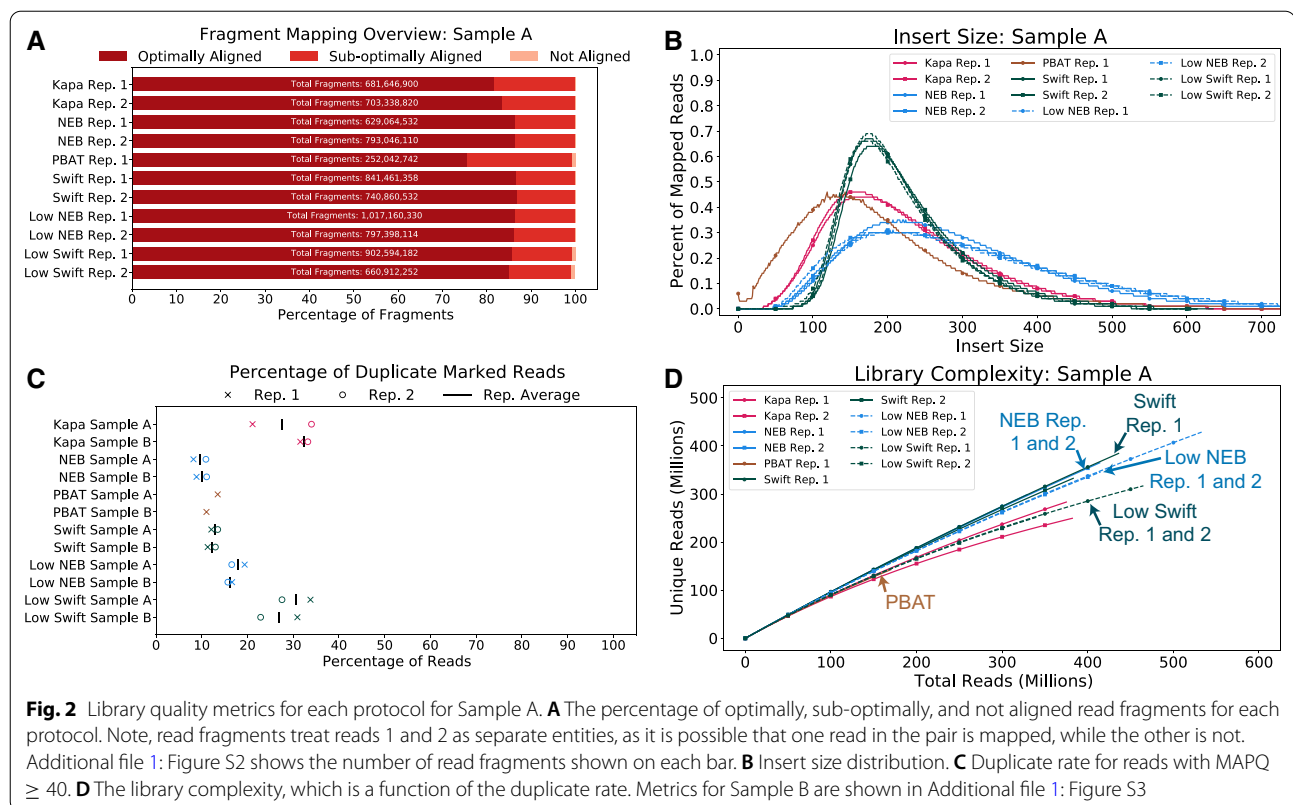 A
Fragment Mapping Overview: Sample A
Optimally Aligned Sub-optimally Aligned Not Aligned
Kapa Rep. 1 Total Fragments: 681,646,900
Kapa Rep. 2 Total Fragments: 703,338,820
NEB Rep. 1 Total Fragments: 629,064,532
NEB Rep. 2 Total Fragments: 793,046,110
PBAT Rep. 1 Total Fragments: 252,042,742
Swift Rep. 1 Total Fragments: 841,461,358
Swift Rep. 2 Total Fragments: 740,860,532
Low NEB Rep. 1 Total Fragments: 1,017,160,330
Low NEB Rep. 2 Total Fragments: 797,398,114
Low Swift Rep. 1 Total Fragments: 902,594,182
Low Swift Rep. 2 Total Fragments: 660,912,252
0 10 20 30 40 50 60 70 80 90 100
Percentage of Fragments
B
Insert Size: Sample A
Kapa Rep. 1 PBAT Rep. 1 Low NEB Rep. 2
Kapa Rep. 2 Swift Rep. 1 Low Swift Rep. 1
NEB Rep. 1 Swift Rep. 2 Low Swift Rep. 2
NEB Rep. 2 Low NEB Rep. 1
Percent of Mapped Reads
1.0
0.9
0.8
0.7
0.6
0.5
0.4
0.3
0.2
0.1
0.0
0 100 200 300 400 500 600 700
Insert Size
C
Percentage of Duplicate Marked Reads
× Rep. 1 ○ Rep. 2 — Rep. Average
Kapa Sample A
Kapa Sample B
NEB Sample A
NEB Sample B
PBAT Sample A
PBAT Sample B
Swift Sample A
Swift Sample B
Low NEB Sample A
Low NEB Sample B
Low Swift Sample A
Low Swift Sample B
0 10 20 30 40 50 60 70 80 90 100
Percentage of Reads
D
Library Complexity: Sample A
Kapa Rep. 1 Swift Rep. 2
Kapa Rep. 2 Low NEB Rep. 1
NEB Rep. 1 Low NEB Rep. 2
NEB Rep. 2 Low Swift Rep. 1
PBAT Rep. 1 Low Swift Rep. 2
Swift Rep. 1
NEB Rep.
1 and 2
Swift
Rep. 1
Low NEB
Rep. 1 and 2
Low Swift
Rep. 1 and 2
PBAT
Unique Reads (Millions)
500
400
300
200
100
0
0 100 200 300 400 500 600
Total Reads (Millions)
Fig. 2 Library quality metrics for each protocol for Sample A. A The percentage of optimally, sub-optimally, and not aligned read fragments for each
protocol. Note, read fragments treat reads 1 and 2 as separate entities, as it is possible that one read in the pair is mapped, while the other is not.
Additional file 1: Figure S2 shows the number of read fragments shown on each bar. B Insert size distribution. C Duplicate rate for reads with MAPQ
≥ 40. D The library complexity, which is a function of the duplicate rate. Metrics for Sample B are shown in Additional file 1: Figure S3